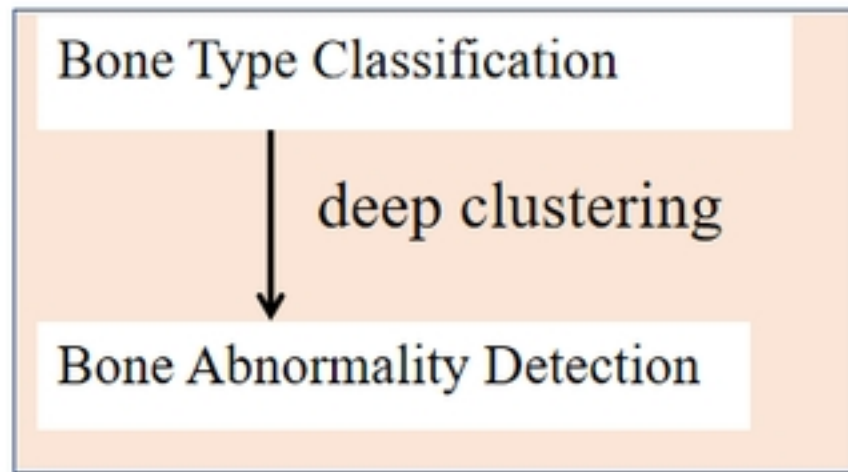 Bone Type Classification
deep clustering
Bone Abnormality Detection